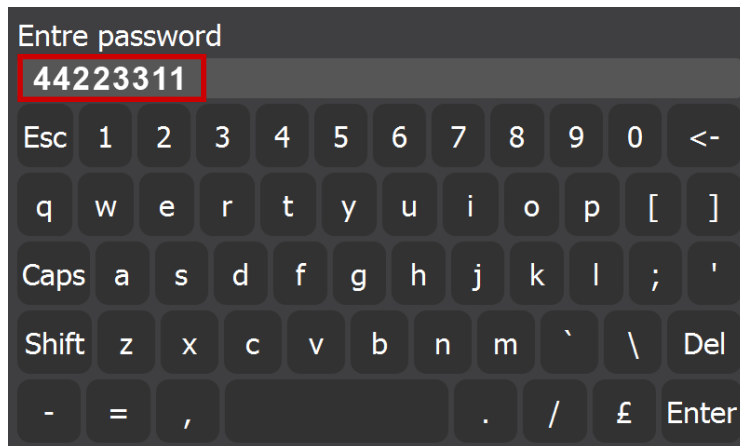 Entre password
44223311
Esc 1 2 3 4 5 6 7 8 9 0 <-
q w e r t y u i o p [ ]
Caps a s d f g h j k l ; '
Shift z x c v b n m ` \ Del
- = , . / £ Enter